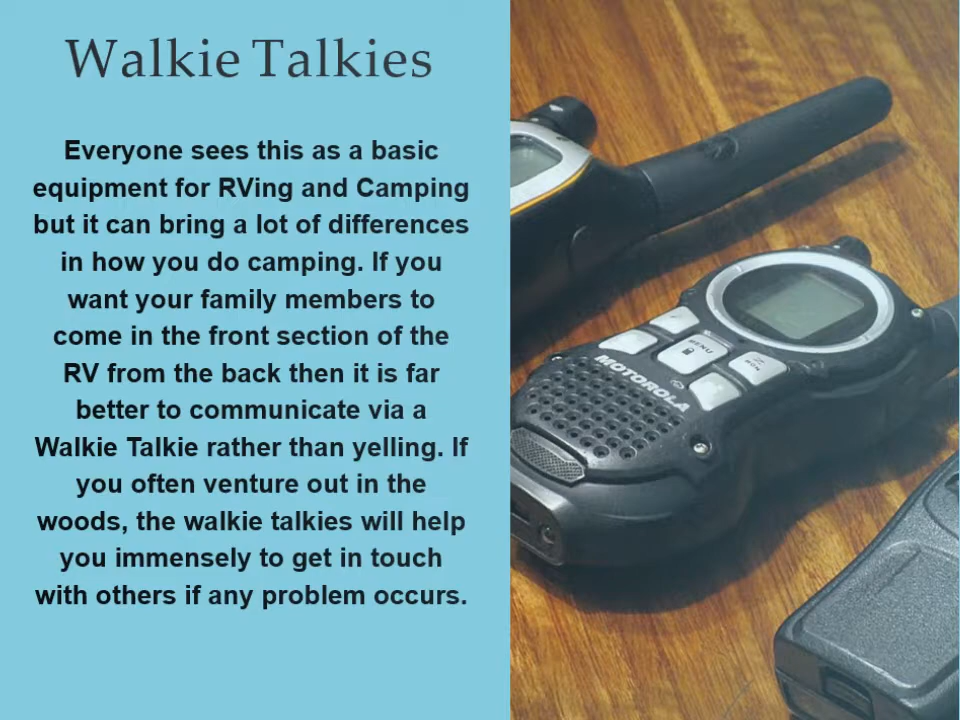 Walkie Talkies
Everyone sees this as a basic
equipment for RVing and Camping
but it can bring a lot of differences
in how you do camping. If you
want your family members to
come in the front section of the
RV from the back then it is far
better to communicate via a
Walkie Talkie rather than yelling. If
you often venture out in the
woods, the walkie talkies will help
you immensely to get in touch
with others if any problem occurs.
MENU
MON
MOTOROLA